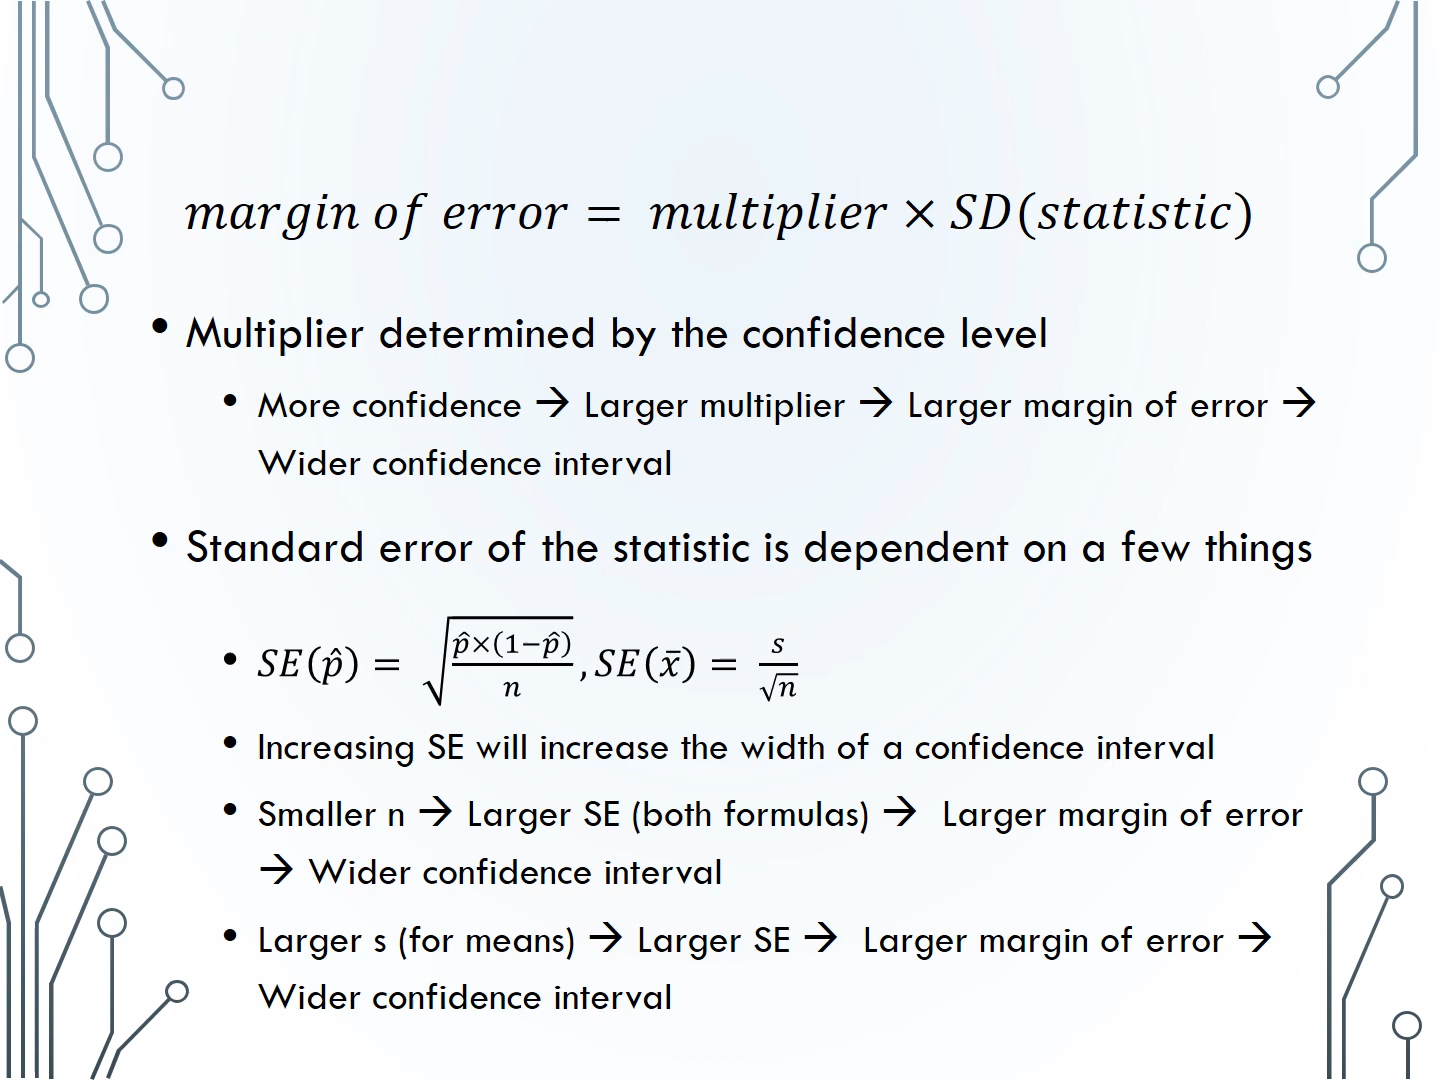 margin of error = multiplier × SD(statistic)
• Multiplier determined by the confidence level
• More confidence → Larger multiplier → Larger margin of error →
Wider confidence interval
• Standard error of the statistic is dependent on a few things
• SE(p̂) = √(p̂×(1−p̂)/n), SE(x̄) = s/√n
• Increasing SE will increase the width of a confidence interval
• Smaller n → Larger SE (both formulas) → Larger margin of error
→ Wider confidence interval
• Larger s (for means) → Larger SE → Larger margin of error →
Wider confidence interval